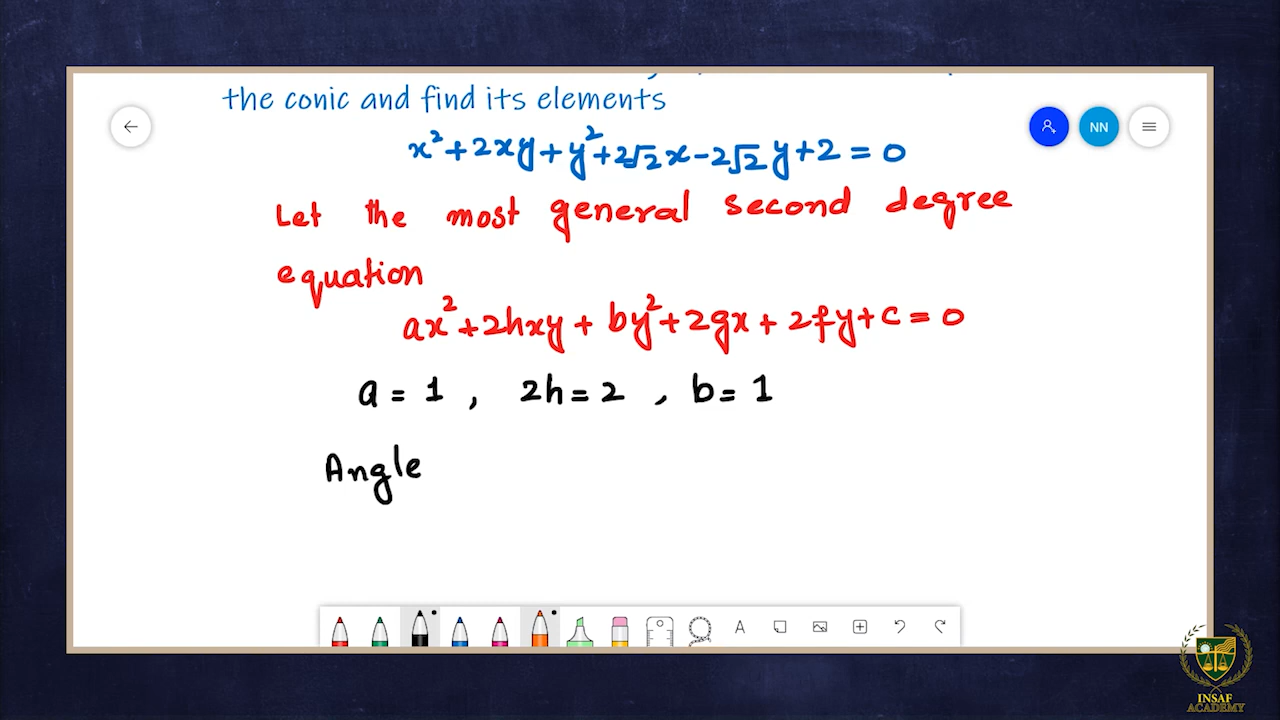 the conic and find its elements
x²+2xy+y²+2√2x-2√2y+2=0
Let the most general second degree
equation
ax²+2hxy+by²+2gx+2fy+c=0
a=1, 2h=2, b=1
Angle
NN
A
INSAF
ACADEMY